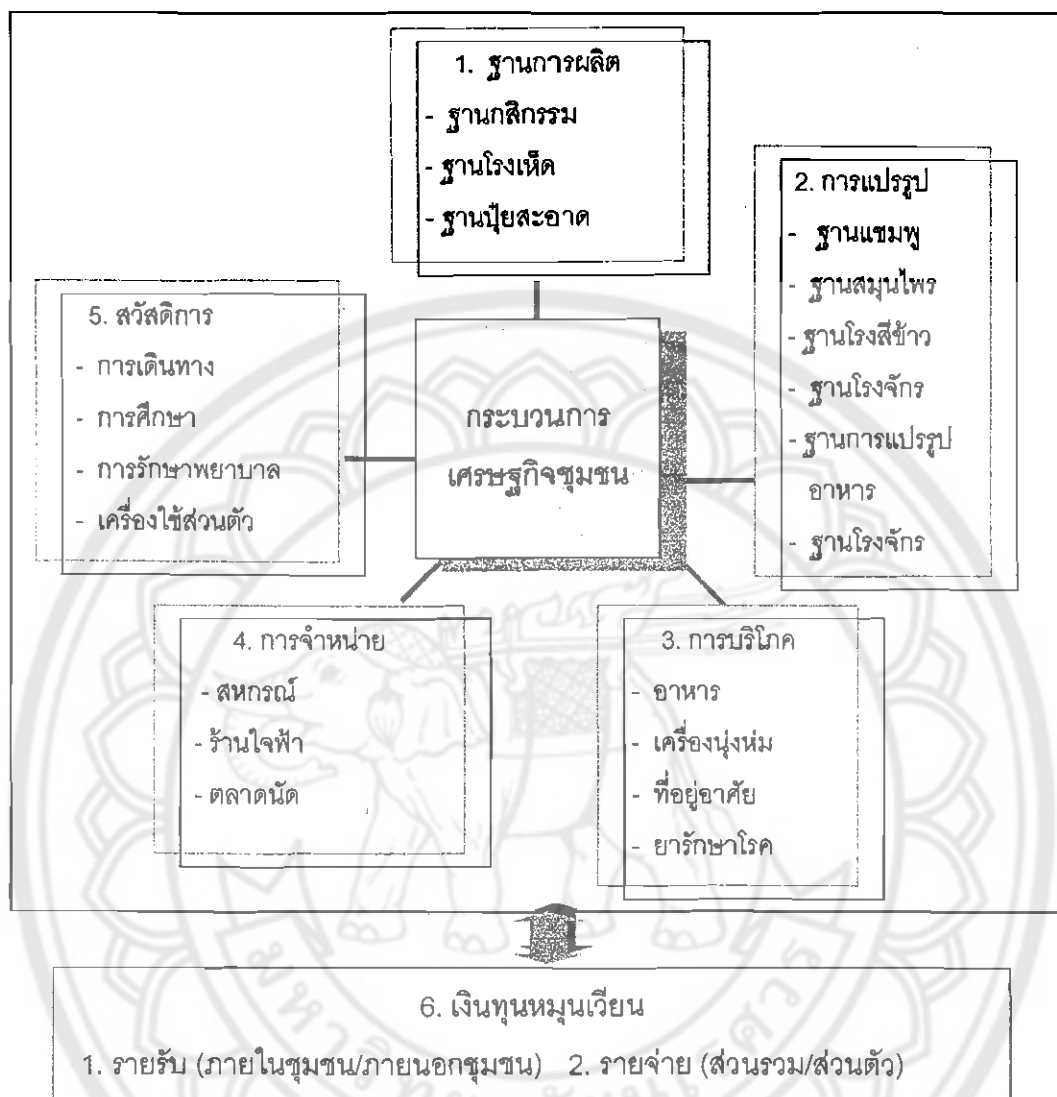 1. ฐานการผลิต
- ฐานกสิกรรม
- ฐานโรงเห็ด
- ฐานปุ๋ยสะอาด
2. การแปรรูป
- ฐานแชมพู
- ฐานสมุนไพร
- ฐานโรงสีข้าว
- ฐานโรงจักร
- ฐานการแปรรูป
อาหาร
- ฐานโรงจักร
5. สวัสดิการ
- การเดินทาง
- การศึกษา
- การรักษาพยาบาล
- เครื่องใช้ส่วนตัว
กระบวนการ
เศรษฐกิจชุมชน
4. การจำหน่าย
- สหกรณ์
- ร้านใจฟ้า
- ตลาดนัด
3. การบริโภค
- อาหาร
- เครื่องนุ่งห่ม
- ที่อยู่อาศัย
- ยารักษาโรค
6. เงินทุนหมุนเวียน
1. รายรับ (ภายในชุมชน/ภายนอกชุมชน) 2. รายจ่าย (ส่วนรวม/ส่วนตัว)